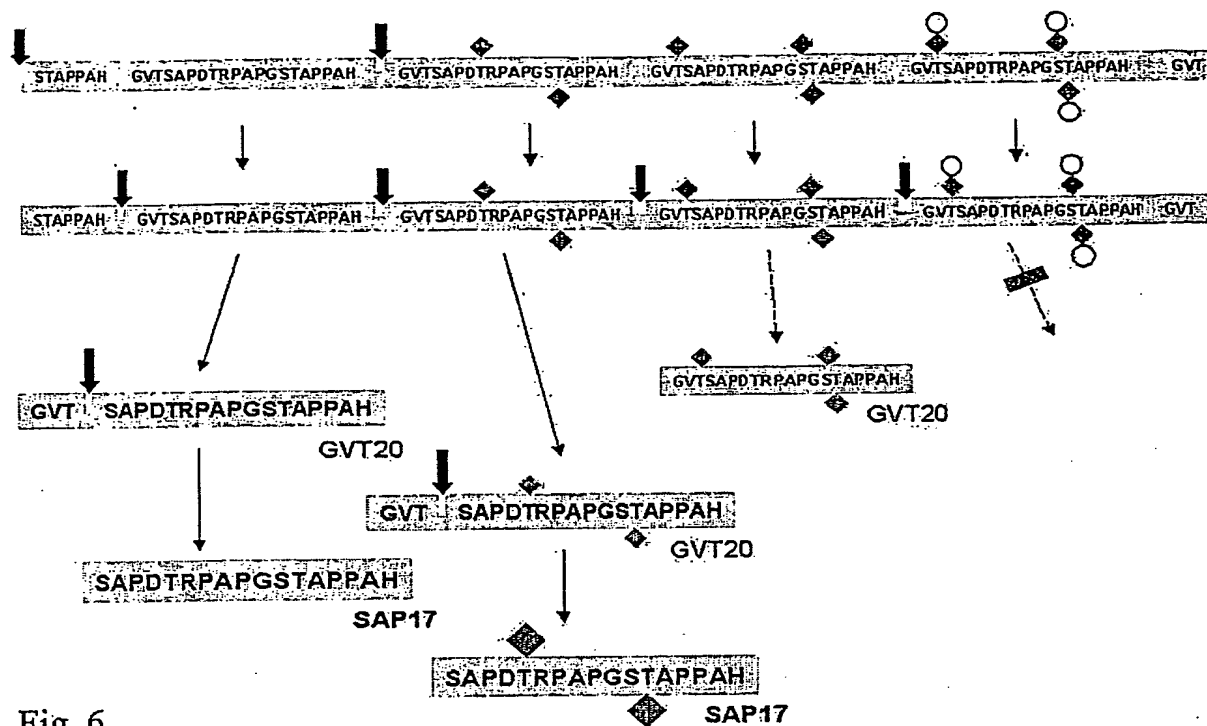 STAPPAH GVTSAPDTRPAPGSTAPPAH GVTSAPDTRPAPGSTAPPAH GVTSAPDTRPAPGSTAPPAH GVTSAPDTRPAPGSTAPPAH GVT
STAPPAH GVTSAPDTRPAPGSTAPPAH GVTSAPDTRPAPGSTAPPAH GVTSAPDTRPAPGSTAPPAH GVTSAPDTRPAPGSTAPPAH GVT
GVTSAPDTRPAPGSTAPPAH
GVT20
GVT SAPDTRPAPGSTAPPAH
GVT20
GVT SAPDTRPAPGSTAPPAH
GVT20
SAPDTRPAPGSTAPPAH
SAP17
SAPDTRPAPGSTAPPAH
SAP17
Fig. 6